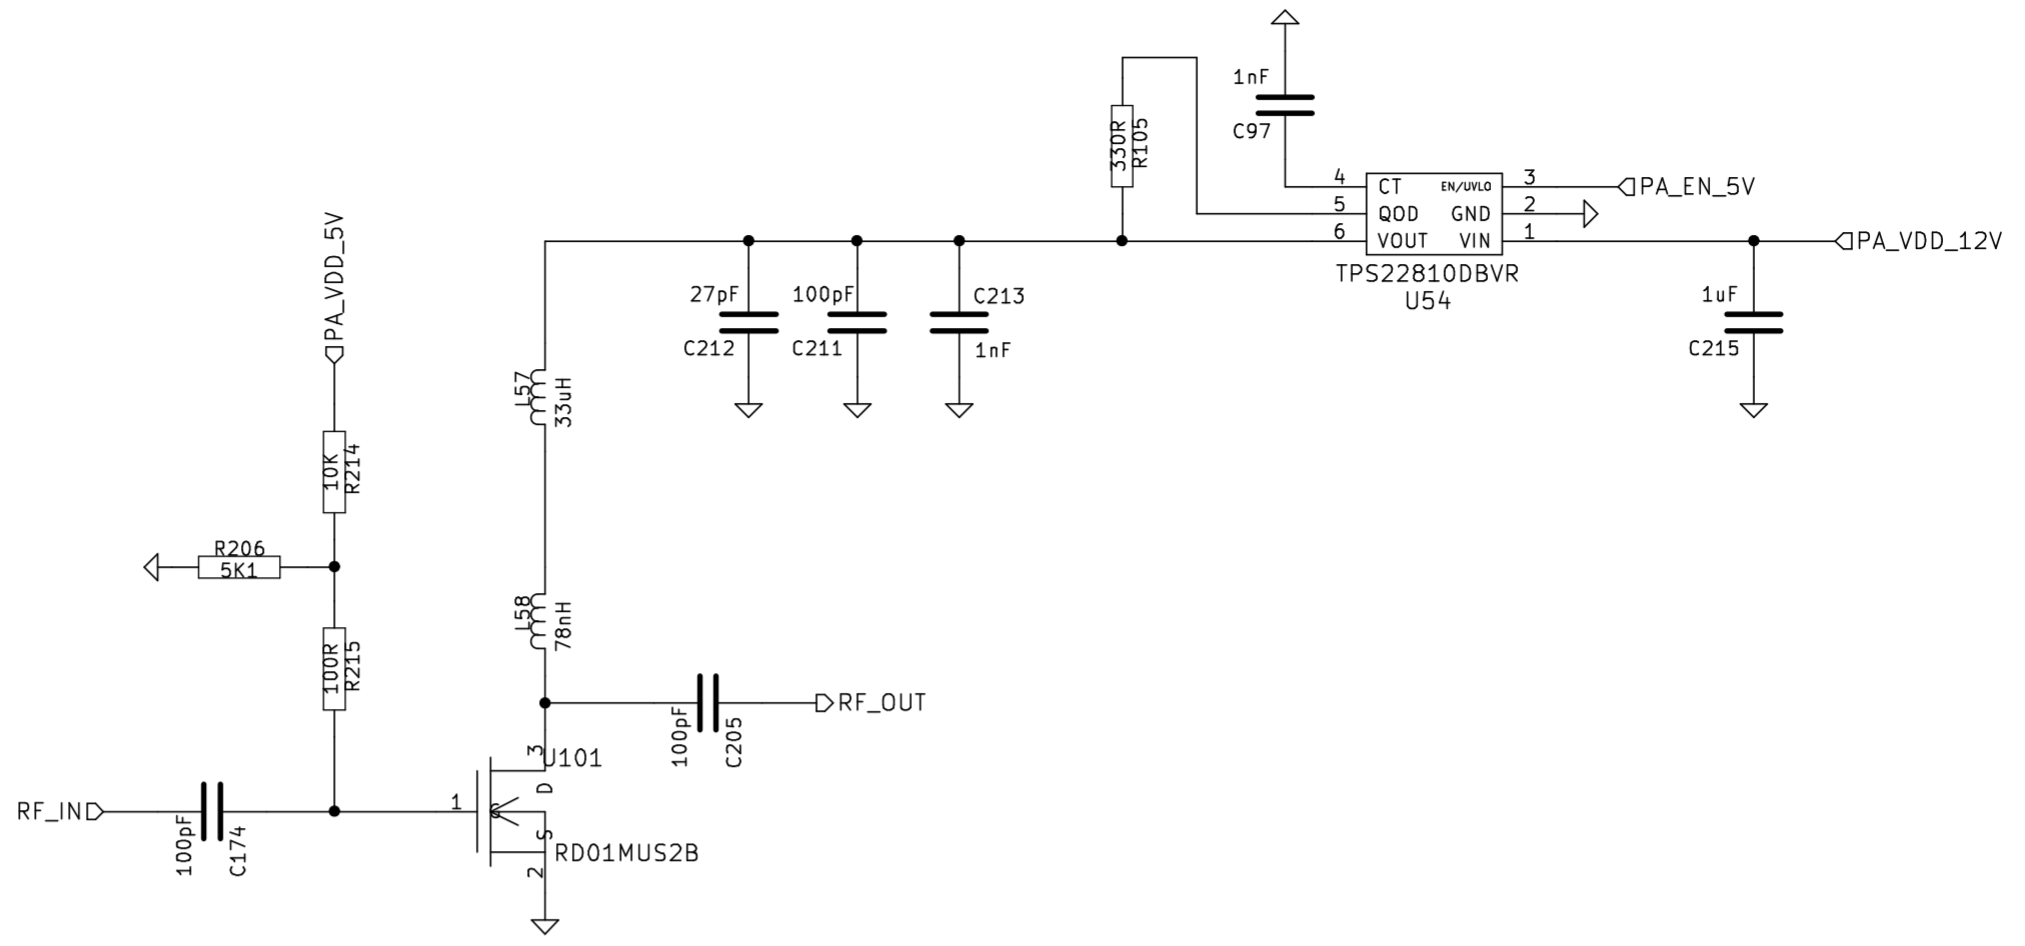 1nF
C97
330R
R105
4
CT
EN/UVLO
3
PA_EN_5V
5
QOD
GND
2
6
VOUT
VIN
1
PA_VDD_12V
TPS22810DBVR
U54
PA_VDD_5V
27pF
C212
100pF
C211
C213
1nF
1uF
C215
L57
33uH
10K
R214
R206
5K1
L58
78nH
100R
R215
RF_OUT
100pF
C205
3
U101
D
RF_IN
1
G
S
100pF
C174
RD01MUS2B
2